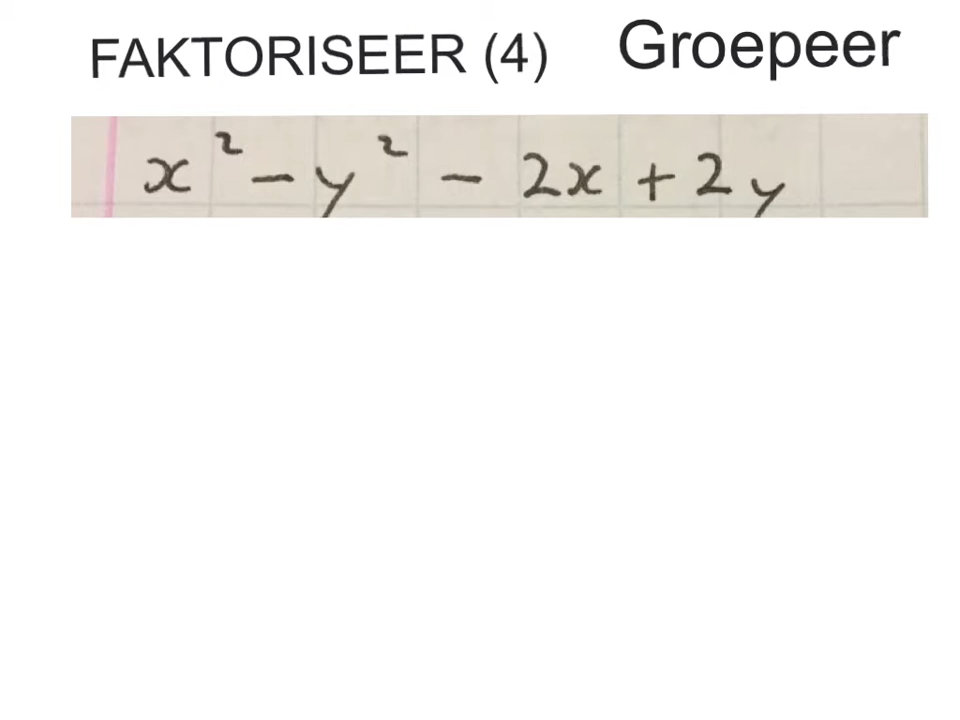 FAKTORISEER (4) Groepeer
x² - y² - 2x + 2y